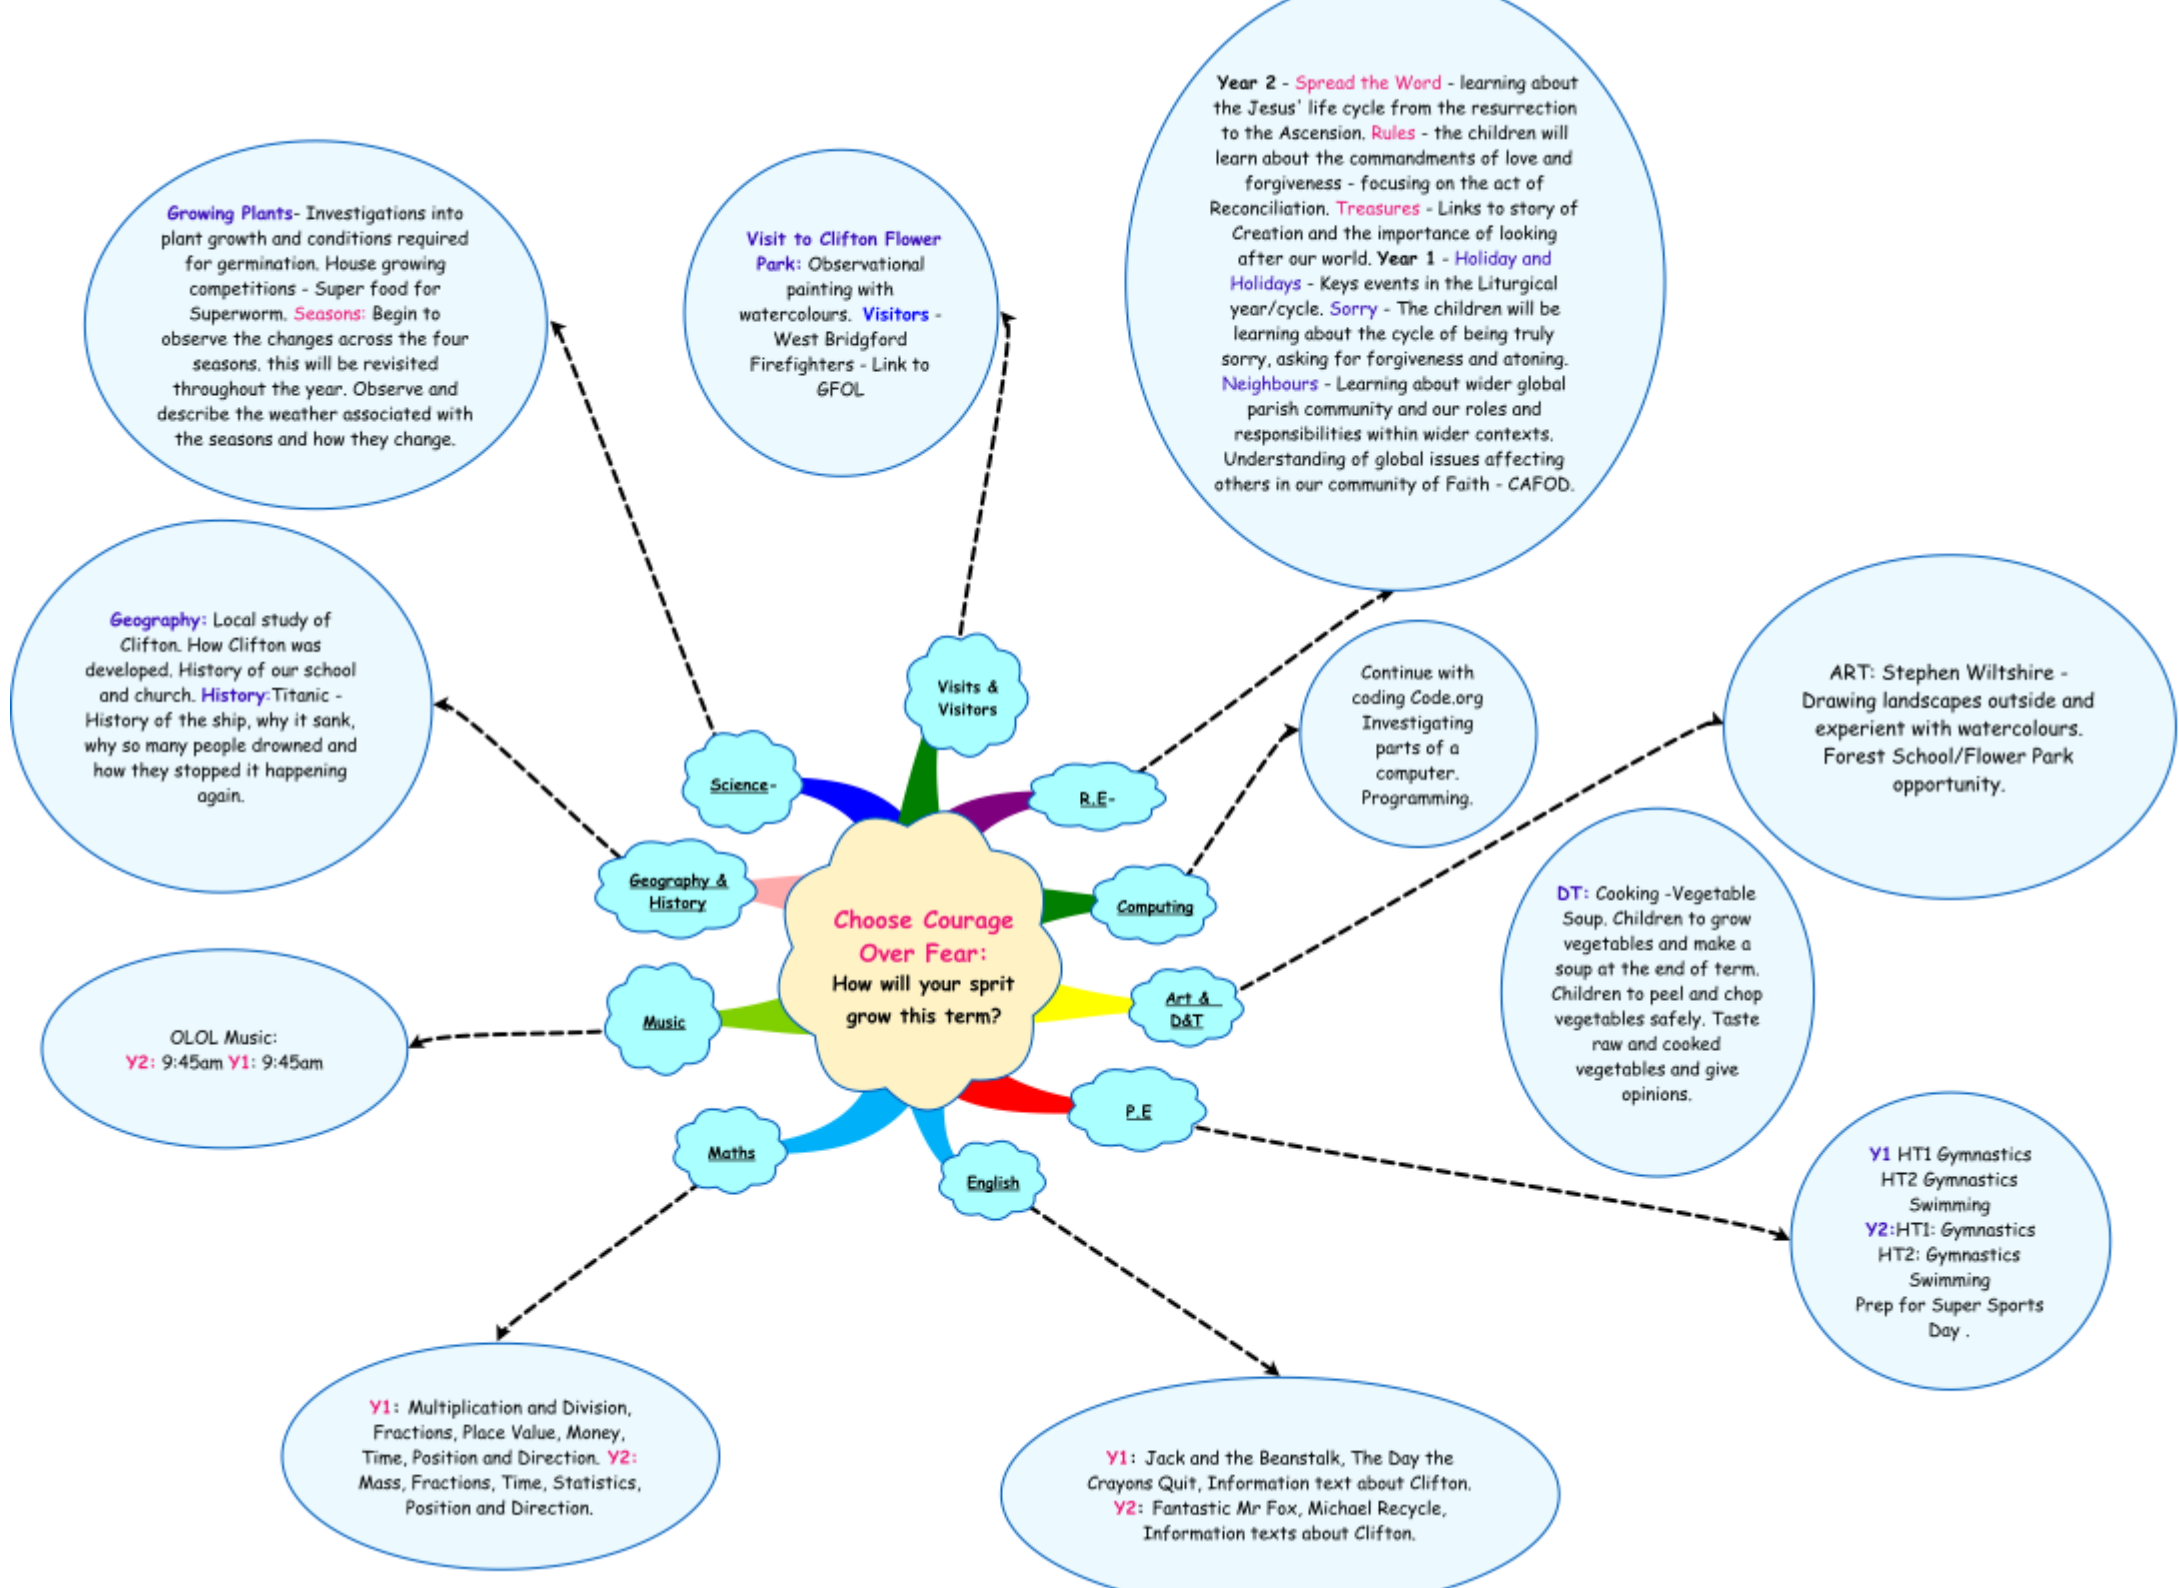 Year 2 - Spread the Word - learning about
the Jesus' life cycle from the resurrection
to the Ascension. Rules - the children will
learn about the commandments of love and
forgiveness - focusing on the act of
Reconciliation. Treasures - Links to story of
Creation and the importance of looking
after our world. Year 1 - Holiday and
Holidays - Keys events in the Liturgical
year/cycle. Sorry - The children will be
learning about the cycle of being truly
sorry, asking for forgiveness and atoning.
Neighbours - Learning about wider global
parish community and our roles and
responsibilities within wider contexts.
Understanding of global issues affecting
others in our community of Faith - CAFOD.
Growing Plants- Investigations into
plant growth and conditions required
for germination. House growing
competitions - Super food for
Superworm. Seasons: Begin to
observe the changes across the four
seasons. this will be revisited
throughout the year. Observe and
describe the weather associated with
the seasons and how they change.
Visit to Clifton Flower
Park: Observational
painting with
watercolours. Visitors -
West Bridgford
Firefighters - Link to
GFOL
Geography: Local study of
Clifton. How Clifton was
developed. History of our school
and church. History:Titanic -
History of the ship, why it sank,
why so many people drowned and
how they stopped it happening
again.
Visits &
Visitors
Continue with
coding Code.org
Investigating
parts of a
computer.
Programming.
ART: Stephen Wiltshire -
Drawing landscapes outside and
experient with watercolours.
Forest School/Flower Park
opportunity.
Science-
R.E-
Geography &
History
Computing
Choose Courage
Over Fear:
How will your sprit
grow this term?
DT: Cooking -Vegetable
Soup. Children to grow
vegetables and make a
soup at the end of term.
Children to peel and chop
vegetables safely. Taste
raw and cooked
vegetables and give
opinions.
Music
Art &
D&T
OLOL Music:
Y2: 9:45am Y1: 9:45am
P.E
Maths
English
Y1 HT1 Gymnastics
HT2 Gymnastics
Swimming
Y2:HT1: Gymnastics
HT2: Gymnastics
Swimming
Prep for Super Sports
Day .
Y1: Multiplication and Division,
Fractions, Place Value, Money,
Time, Position and Direction. Y2:
Mass, Fractions, Time, Statistics,
Position and Direction.
Y1: Jack and the Beanstalk, The Day the
Crayons Quit, Information text about Clifton.
Y2: Fantastic Mr Fox, Michael Recycle,
Information texts about Clifton.